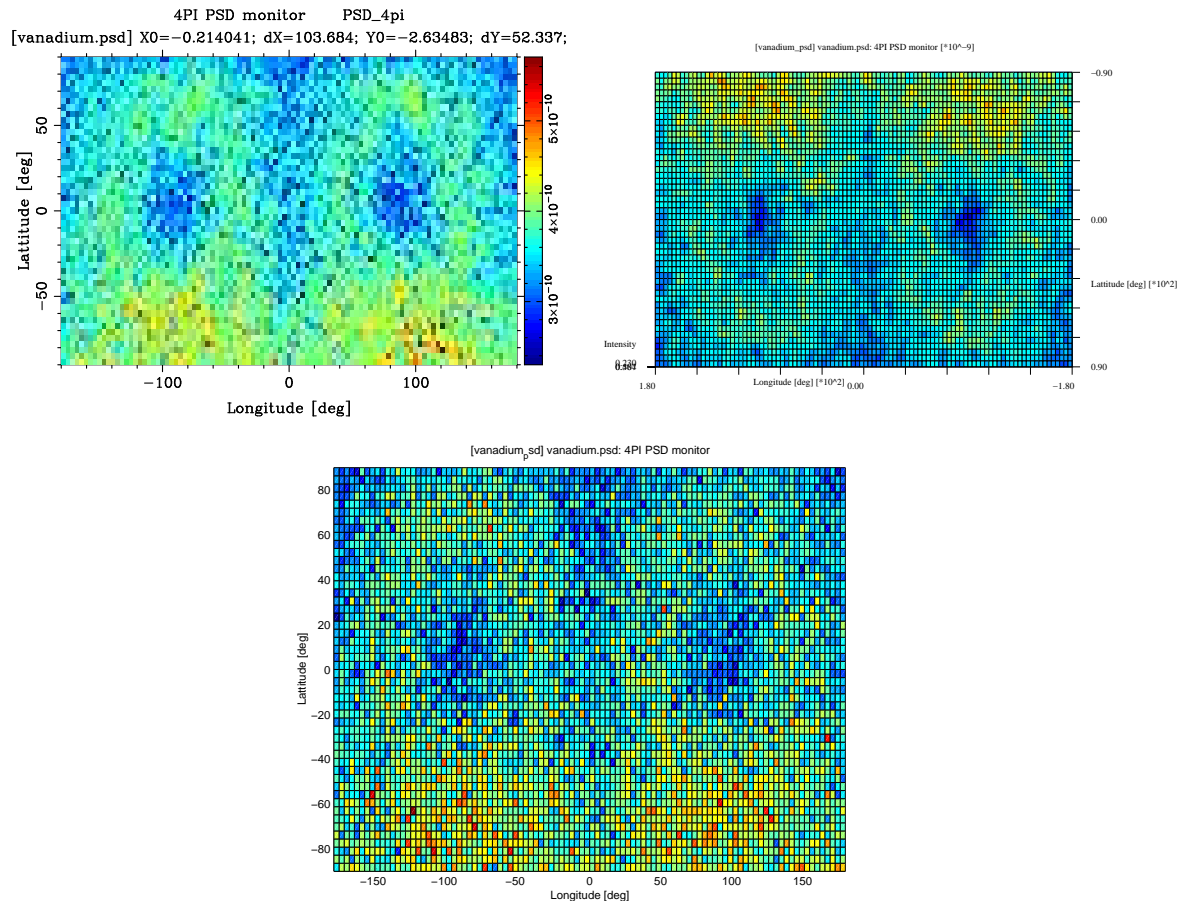 4PI PSD monitor PSD_4pi
[vanadium.psd] X0=−0.214041; dX=103.684; Y0=−2.63483; dY=52.337;
50
0
−50
Lattitude [deg]
−100
0
100
Longitude [deg]
5×10−10
4×10−10
3×10−10
[vanadium_psd] vanadium.psd: 4PI PSD monitor [*10^−9]
−0.90
0.00
Lattitude [deg] [*10^2]
0.90
Intensity
1.80
Longitude [deg] [*10^2]
0.00
−1.80
[vanadium_psd] vanadium.psd: 4PI PSD monitor
80
60
40
20
0
−20
−40
−60
−80
Lattitude [deg]
−150
−100
−50
0
50
100
150
Longitude [deg]